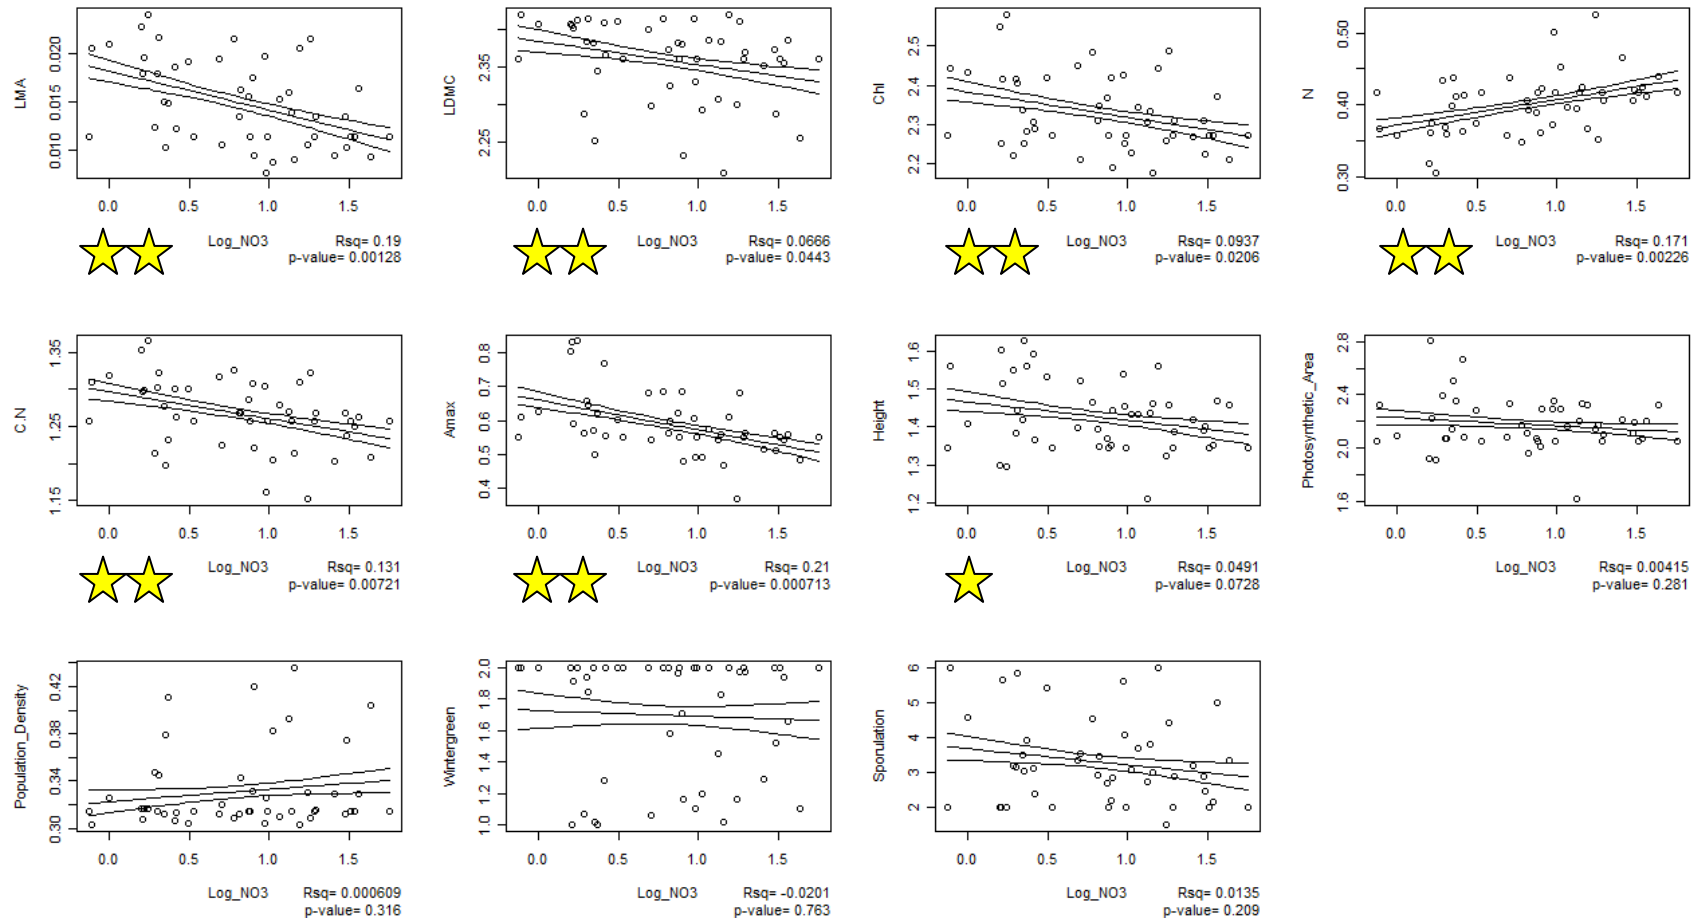 LMA
0.010 0.015 0.020
0.0 0.5 1.0 1.5
Log_NO3 Rsq= 0.19
p-value= 0.00128
LDMC
2.25 2.35
0.0 0.5 1.0 1.5
Log_NO3 Rsq= 0.0666
p-value= 0.0443
Chl
2.2 2.3 2.4 2.5
0.0 0.5 1.0 1.5
Log_NO3 Rsq= 0.0937
p-value= 0.0206
N
0.30 0.40 0.50
0.0 0.5 1.0 1.5
Log_NO3 Rsq= 0.171
p-value= 0.00226
C.N
1.15 1.25 1.35
0.0 0.5 1.0 1.5
Log_NO3 Rsq= 0.131
p-value= 0.00721
Amax
0.4 0.5 0.6 0.7 0.8
0.0 0.5 1.0 1.5
Log_NO3 Rsq= 0.21
p-value= 0.000713
Height
1.2 1.3 1.4 1.5 1.6
0.0 0.5 1.0 1.5
Log_NO3 Rsq= 0.0491
p-value= 0.0728
Photosynthetic_Area
1.6 2.0 2.4 2.8
0.0 0.5 1.0 1.5
Log_NO3 Rsq= 0.00415
p-value= 0.281
Population_Density
0.30 0.34 0.38 0.42
0.0 0.5 1.0 1.5
Log_NO3 Rsq= 0.000609
p-value= 0.316
Wintergreen
1.0 1.2 1.4 1.6 1.8 2.0
0.0 0.5 1.0 1.5
Log_NO3 Rsq= -0.0201
p-value= 0.763
Sporulation
2 3 4 5 6
0.0 0.5 1.0 1.5
Log_NO3 Rsq= 0.0135
p-value= 0.209